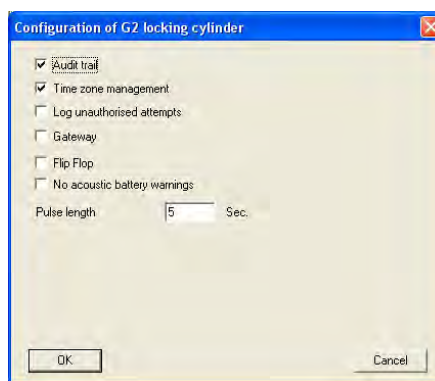 Configuration of G2 locking cylinder
Audit trail
Time zone management
Log unauthorised attempts
Gateway
Flip Flop
No acoustic battery warnings
Pulse length 5 Sec.
OK Cancel